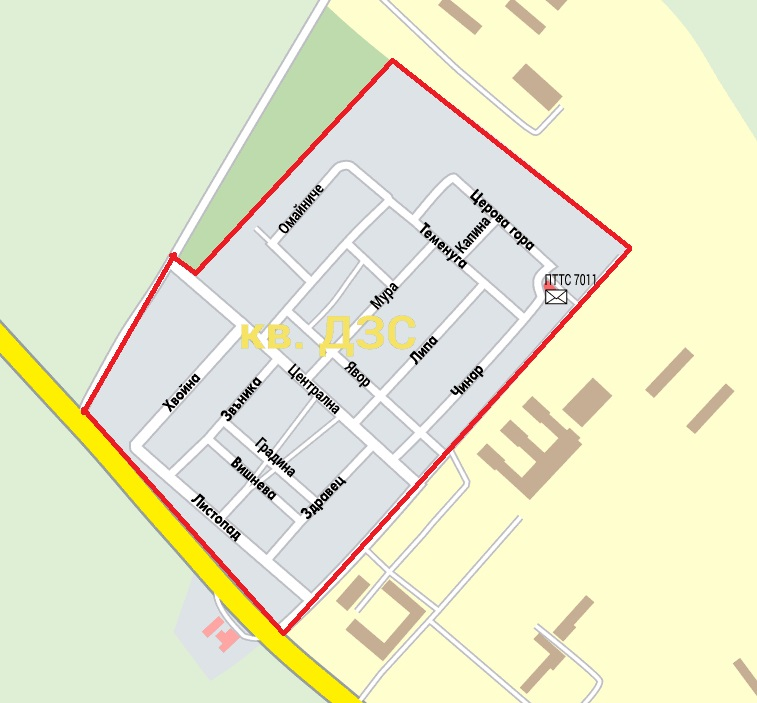 Омайниче
Церова гора
Капина
Теменуга
ПТТС 7011
Мура
кв. ДЗС
Липа
Явор
Чинар
Централна
Хвойна
Звъника
Градина
Вишнева
Здравец
Листопад